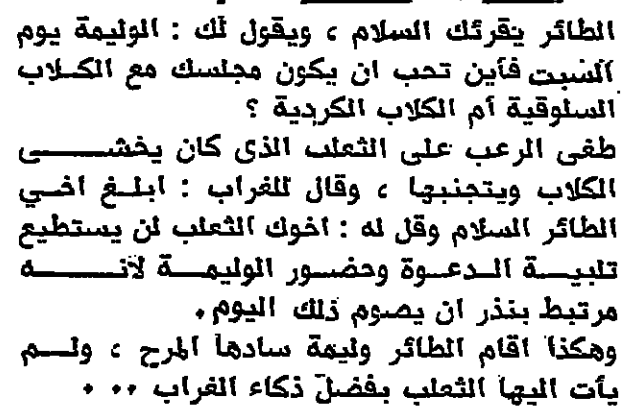 الطائر يقرئك السلام ، ويقول لك : الوليمة يوم
السبت فأين تحب ان يكون مجلسك مع الكلاب
السلوقية أم الكلاب الكردية ؟
طغى الرعب على الثعلب الذى كان يخشى
الكلاب ويتجنبها ، وقال للغراب : ابلغ اخي
الطائر السلام وقل له : اخوك الثعلب لن يستطيع
تلبية الدعوة وحضور الوليمة لأنه
مرتبط بنذر ان يصوم ذلك اليوم .
وهكذا اقام الطائر وليمة سادها المرح ، ولم
يأت اليها الثعلب بفضل ذكاء الغراب ...